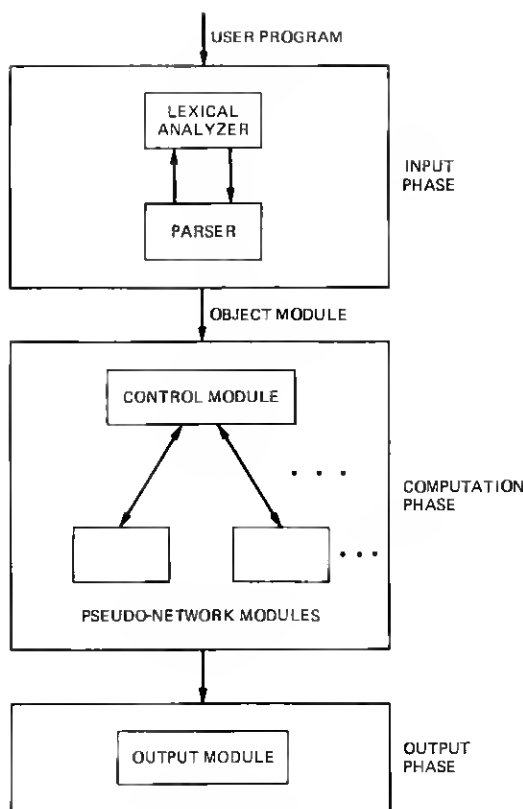 USER PROGRAM
LEXICAL
ANALYZER
INPUT
PHASE
PARSER
OBJECT MODULE
CONTROL MODULE
. . .
COMPUTATION
PHASE
. . .
PSEUDO-NETWORK MODULES
OUTPUT MODULE
OUTPUT
PHASE